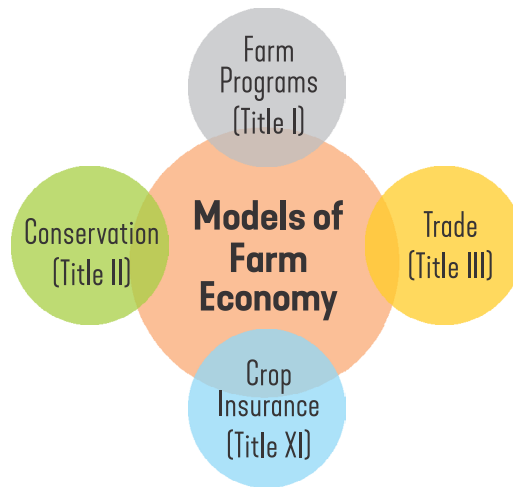 Farm
Programs
(Title I)
Conservation
(Title II)
Models of
Farm
Economy
Trade
(Title III)
Crop
Insurance
(Title XI)